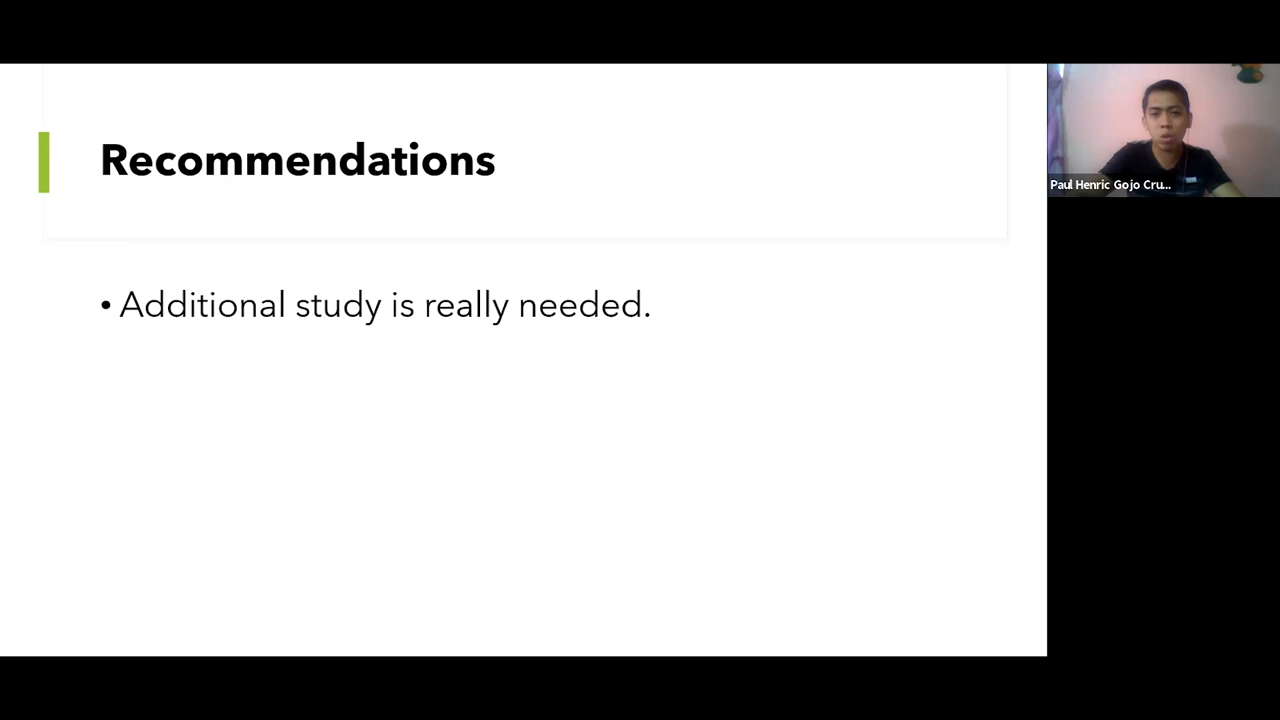 Recommendations
• Additional study is really needed.
Paul Henric Gojo Cru...